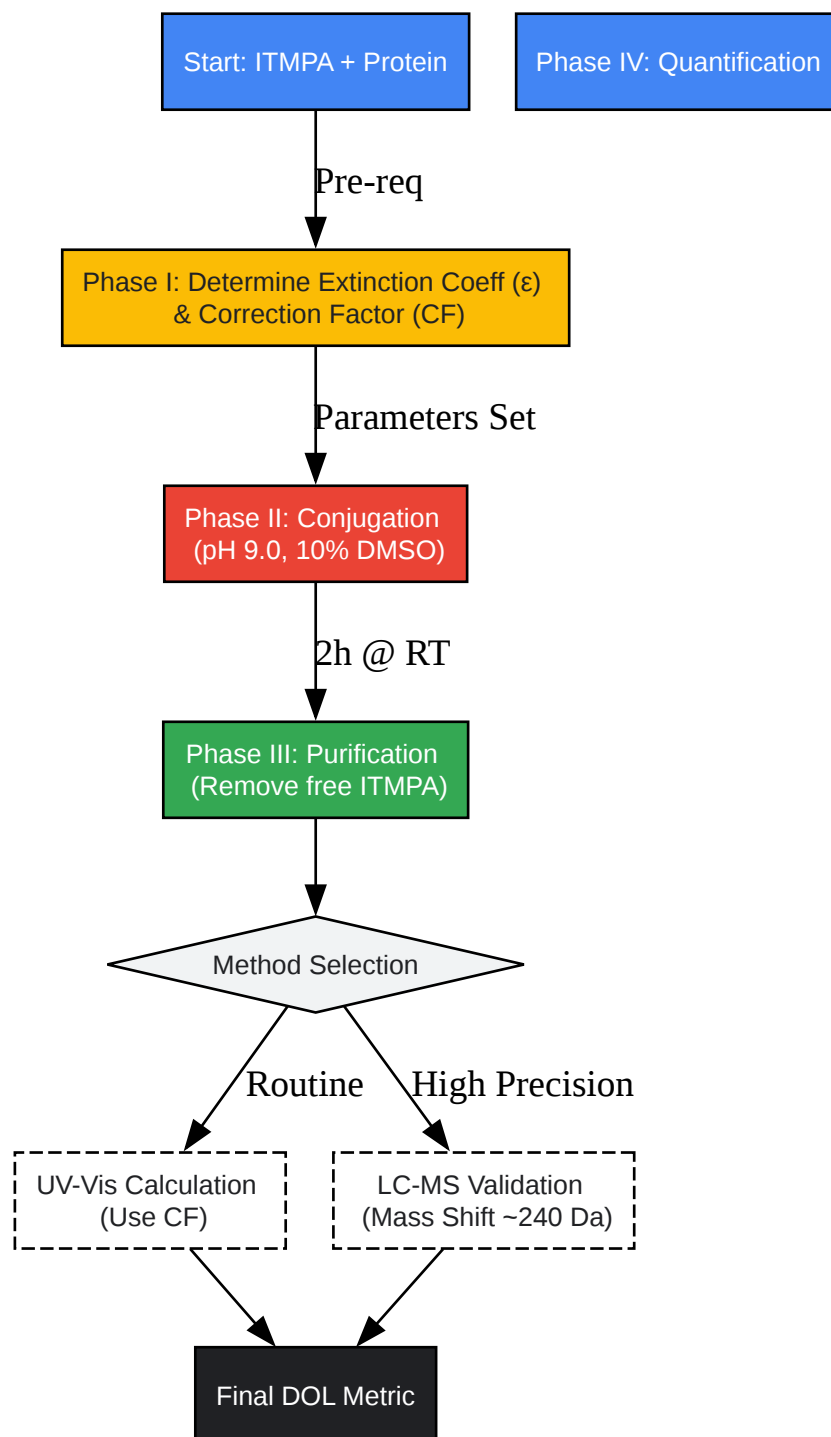 Start: ITMPA + Protein
Phase IV: Quantification
Pre-req
Phase I: Determine Extinction Coeff (ε)
& Correction Factor (CF)
Parameters Set
Phase II: Conjugation
(pH 9.0, 10% DMSO)
2h @ RT
Phase III: Purification
(Remove free ITMPA)
Method Selection
Routine
High Precision
UV-Vis Calculation
(Use CF)
LC-MS Validation
(Mass Shift ~240 Da)
Final DOL Metric